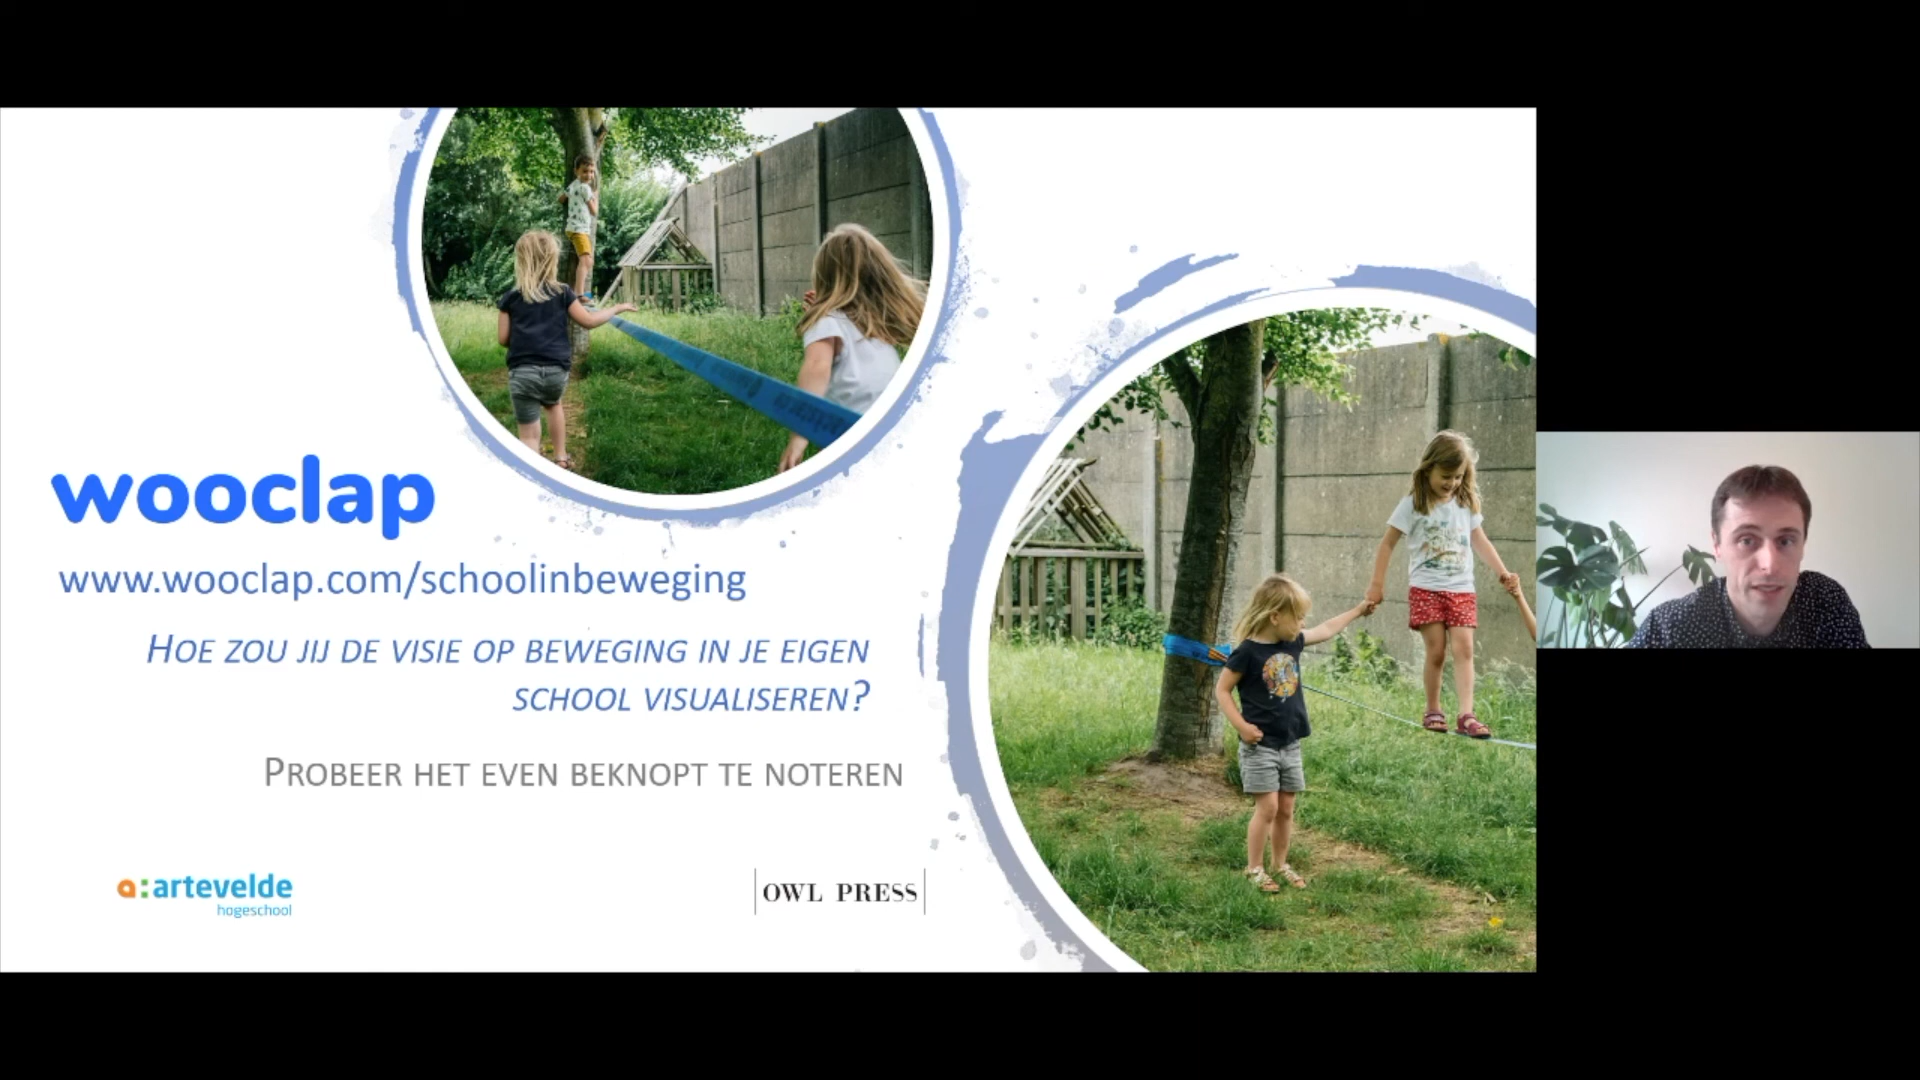 wooclap
www.wooclap.com/schoolinbeweging
HOE ZOU JIJ DE VISIE OP BEWEGING IN JE EIGEN
SCHOOL VISUALISEREN?
PROBEER HET EVEN BEKNOPT TE NOTEREN
a:artevelde
hogeschool
OWL PRESS